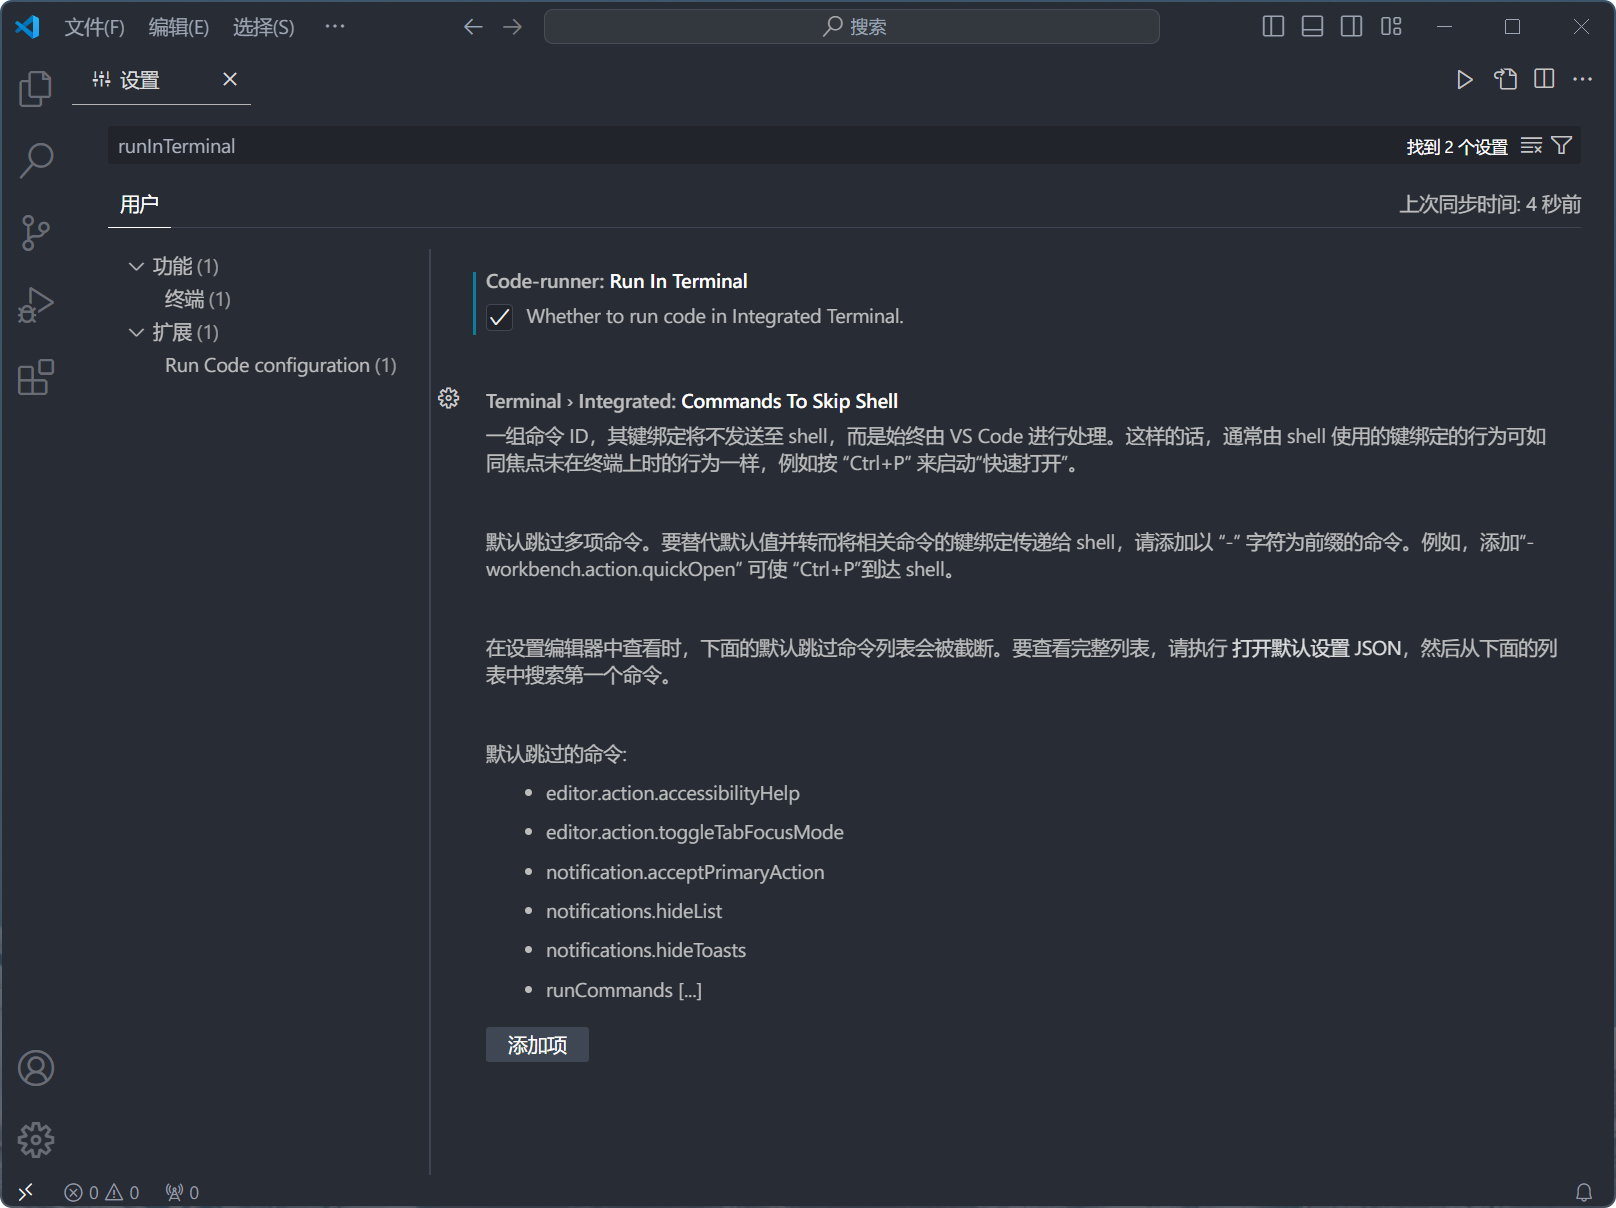 文件(F) 编辑(E) 选择(S) ··· 搜索
设置
runInTerminal 找到 2 个设置
用户 上次同步时间: 4 秒前
功能 (1)
终端 (1)
扩展 (1)
Run Code configuration (1)
Code-runner: Run In Terminal
Whether to run code in Integrated Terminal.
Terminal › Integrated: Commands To Skip Shell
一组命令 ID，其键绑定将不发送至 shell，而是始终由 VS Code 进行处理。这样的话，通常由 shell 使用的键绑定的行为可如
同焦点未在终端上时的行为一样，例如按 “Ctrl+P” 来启动“快速打开”。
默认跳过多项命令。要替代默认值并转而将相关命令的键绑定传递给 shell，请添加以 “-” 字符为前缀的命令。例如，添加“-
workbench.action.quickOpen” 可使 “Ctrl+P”到达 shell。
在设置编辑器中查看时，下面的默认跳过命令列表会被截断。要查看完整列表，请执行 打开默认设置 JSON，然后从下面的列
表中搜索第一个命令。
默认跳过的命令:
• editor.action.accessibilityHelp
• editor.action.toggleTabFocusMode
• notification.acceptPrimaryAction
• notifications.hideList
• notifications.hideToasts
• runCommands [...]
添加项
0 0 0